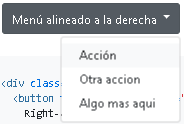 Menú alineado a la derecha
Acción
Otra accion
Algo mas aqui
<div class
<button
Right-